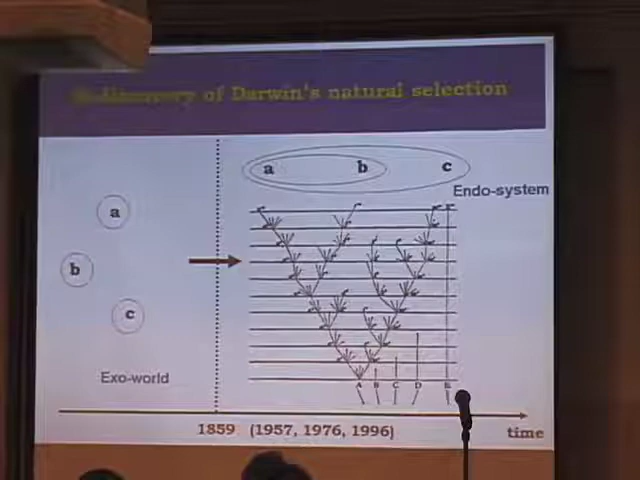 of Darwin's natural selection
a b c
Endo-system
a
b
c
Exo-world
A B C D E
1859 (1957, 1976, 1996)
time